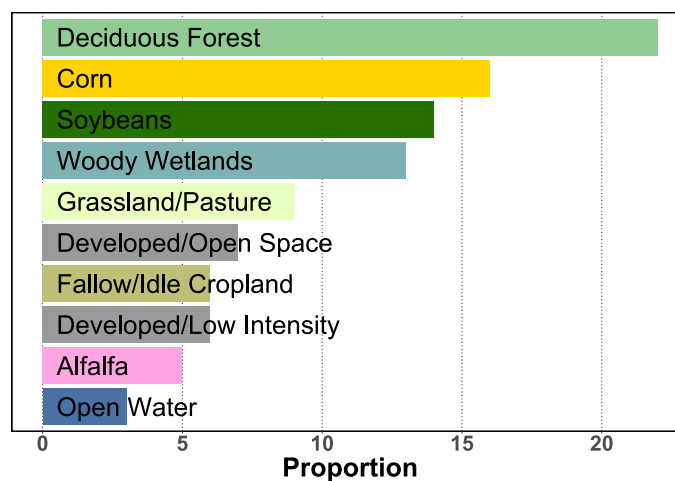 Deciduous Forest
Corn
Soybeans
Woody Wetlands
Grassland/Pasture
Developed/Open Space
Fallow/Idle Cropland
Developed/Low Intensity
Alfalfa
Open Water
0 5 10 15 20
Proportion